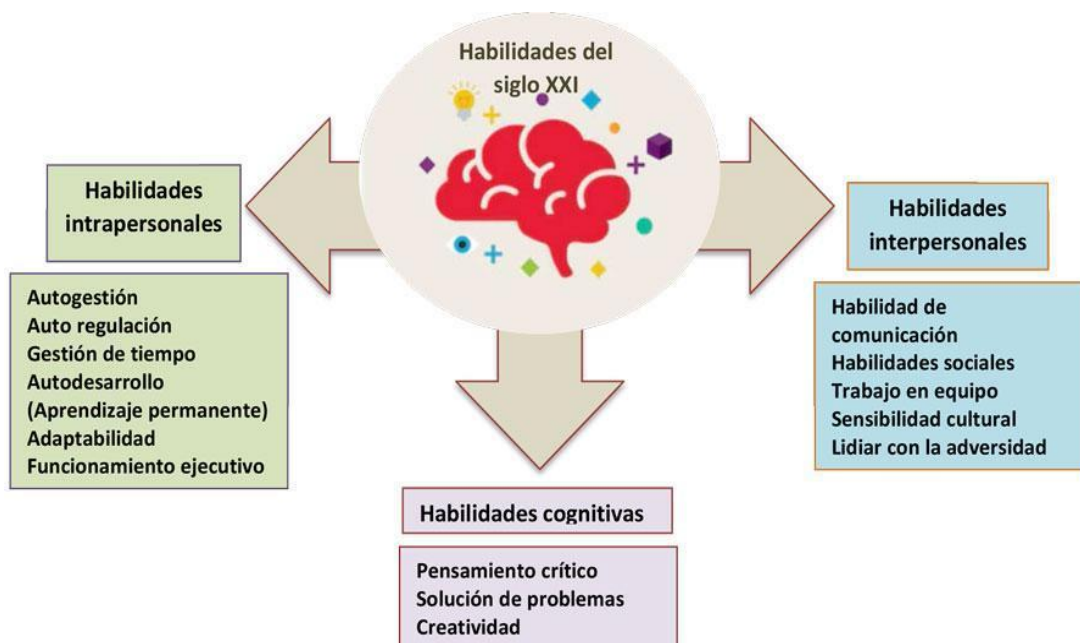 Habilidades del
siglo XXI
Habilidades
intrapersonales
Autogestión
Auto regulación
Gestión de tiempo
Autodesarrollo
(Aprendizaje permanente)
Adaptabilidad
Funcionamiento ejecutivo
Habilidades
interpersonales
Habilidad de
comunicación
Habilidades sociales
Trabajo en equipo
Sensibilidad cultural
Lidiar con la adversidad
Habilidades cognitivas
Pensamiento crítico
Solución de problemas
Creatividad